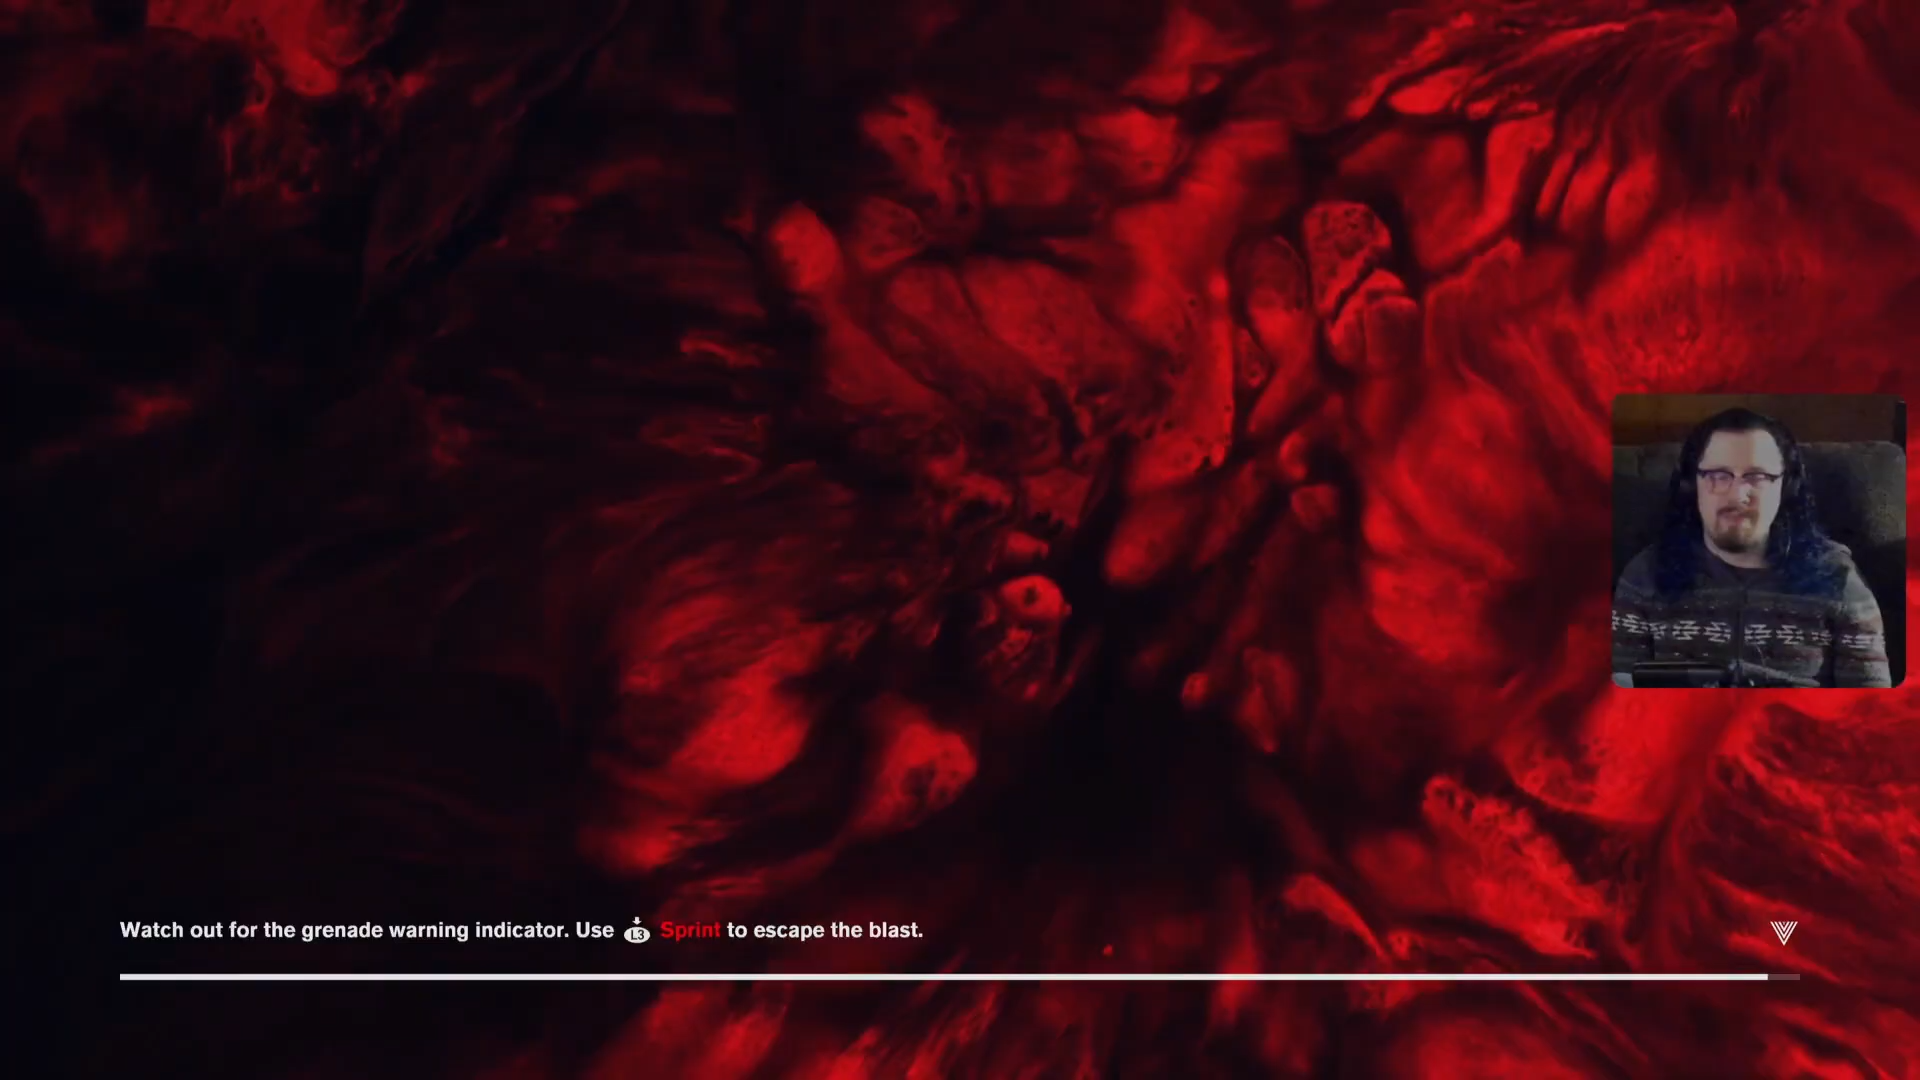 Watch out for the grenade warning indicator. Use L3 Sprint to escape the blast.